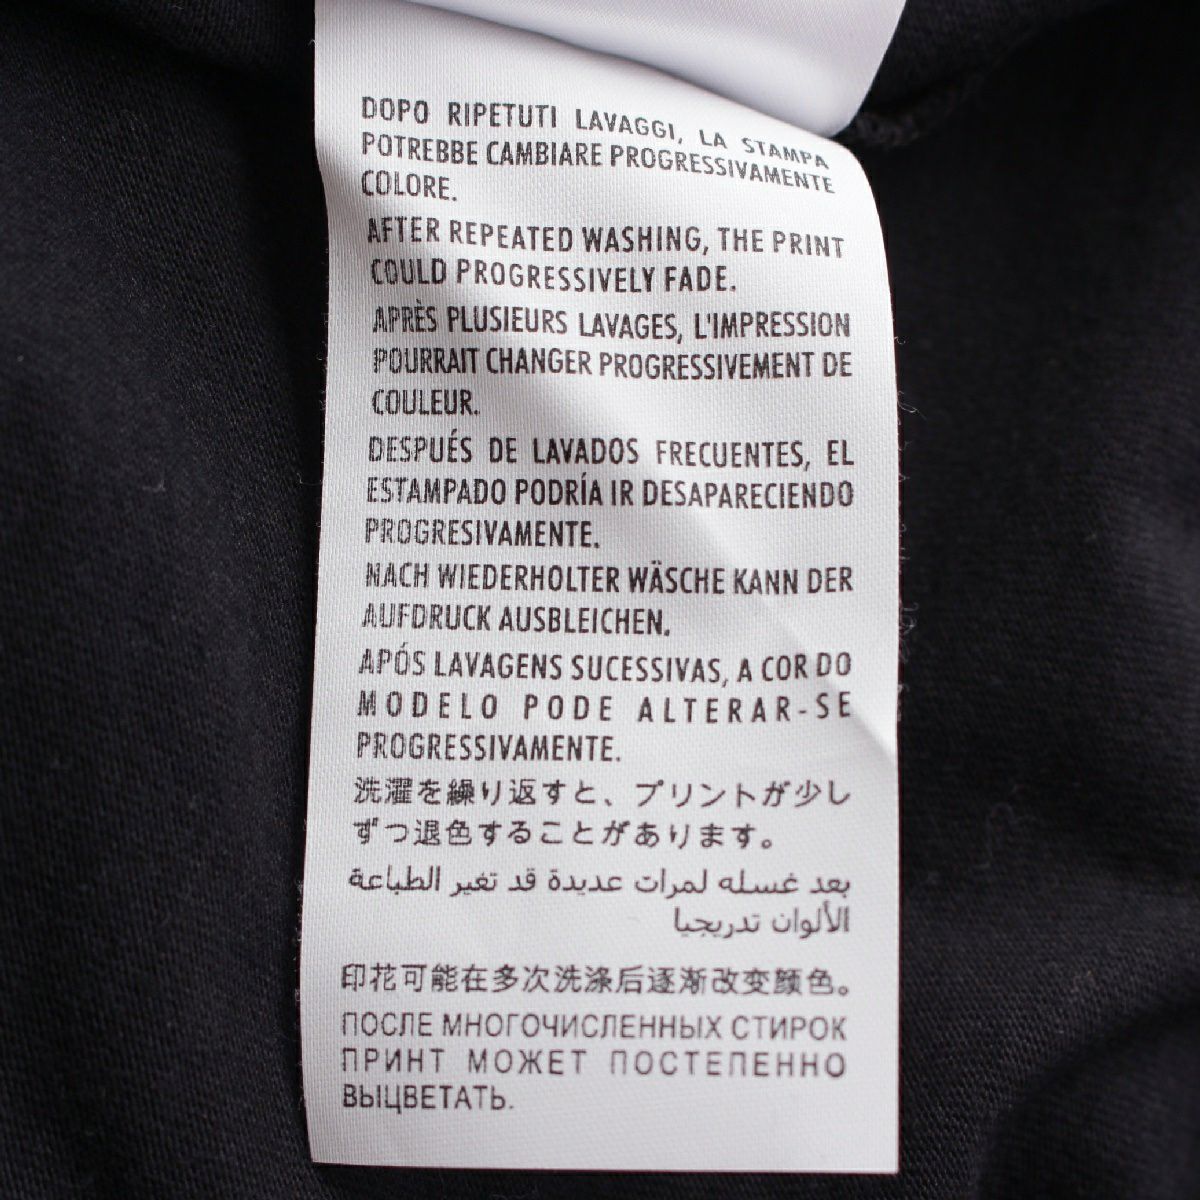 DOPO RIPETUTI LAVAGGI, LA STAMPA
POTREBBE CAMBIARE PROGRESSIVAMENTE
COLORE.
AFTER REPEATED WASHING, THE PRINT
COULD PROGRESSIVELY FADE.
APRÈS PLUSIEURS LAVAGES, L'IMPRESSION
POURRAIT CHANGER PROGRESSIVEMENT DE
COULEUR.
DESPUÉS DE LAVADOS FRECUENTES, EL
ESTAMPADO PODRÍA IR DESAPARECIENDO
PROGRESIVAMENTE.
NACH WIEDERHOLTER WÄSCHE KANN DER
AUFDRUCK AUSBLEICHEN.
APÓS LAVAGENS SUCESSIVAS, A COR DO
MODELO PODE ALTERAR-SE
PROGRESSIVAMENTE.
洗濯を繰り返すと、プリントが少し
ずつ退色することがあります。
بعد غسله لمرات عديدة قد تغير الطباعة
الألوان تدريجيا
印花可能在多次洗涤后逐渐改变颜色。
ПОСЛЕ МНОГОЧИСЛЕННЫХ СТИРОК
ПРИНТ МОЖЕТ ПОСТЕПЕННО
ВЫЦВЕТАТЬ.